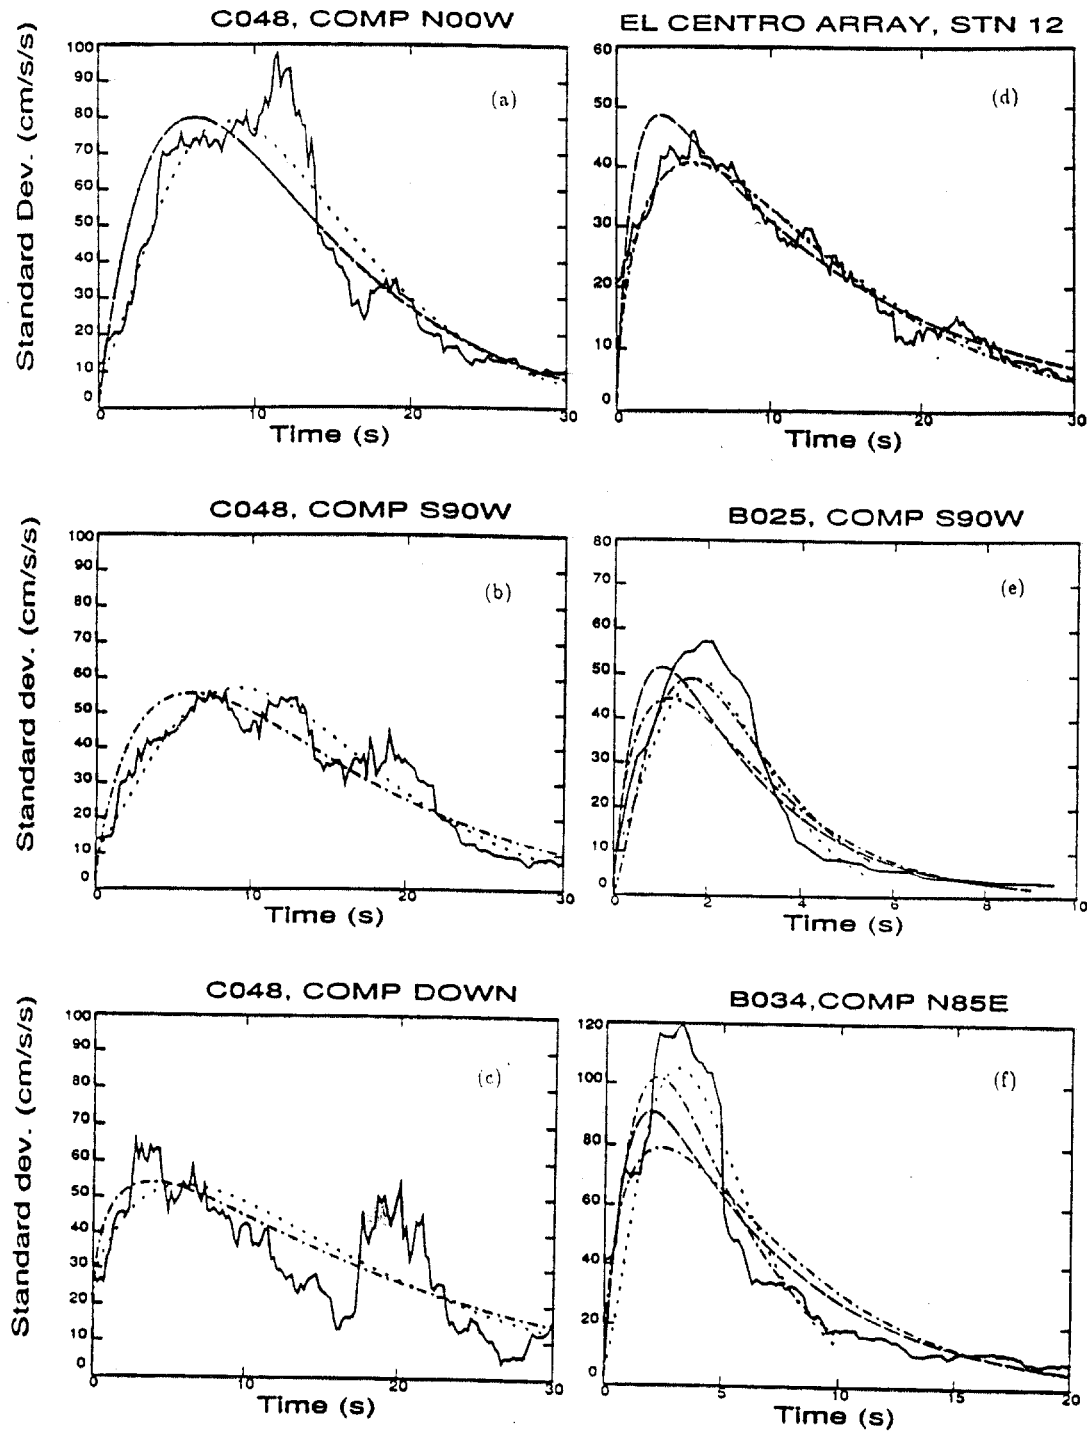 C048, COMP N00W
Standard Dev. (cm/s/s)
100
90
80
70
60
50
40
30
20
10
0
(a)
0 10 20 30
Time (s)
EL CENTRO ARRAY, STN 12
60
50
40
30
20
10
0
(d)
0 10 20 30
Time (s)
C048, COMP S90W
Standard dev. (cm/s/s)
100
90
80
70
60
50
40
30
20
10
0
(b)
0 10 20 30
Time (s)
B025, COMP S90W
80
70
60
50
40
30
20
10
0
(e)
0 2 4 6 8 10
Time (s)
C048, COMP DOWN
Standard dev. (cm/s/s)
100
90
80
70
60
50
40
30
20
10
0
(c)
0 10 20 30
Time (s)
B034,COMP N85E
120
100
80
60
40
20
0
(f)
0 5 10 15 20
Time (s)